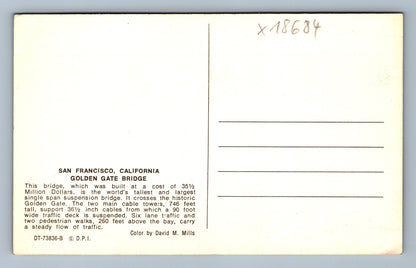 x18684
SAN FRANCISCO, CALIFORNIA
GOLDEN GATE BRIDGE
This bridge, which was built at a cost of 35½
Million Dollars, is the world's tallest and largest
single span suspension bridge. It crosses the historic
Golden Gate. The two main cable towers, 746 feet
tall, support 36½ inch cables from which a 90 foot
wide traffic deck is suspended. Six lane traffic and
two pedestrian walks, 260 feet above the bay, carry
a steady flow of traffic.
Color by David M. Mills
DT-73836-B © D.P.I.